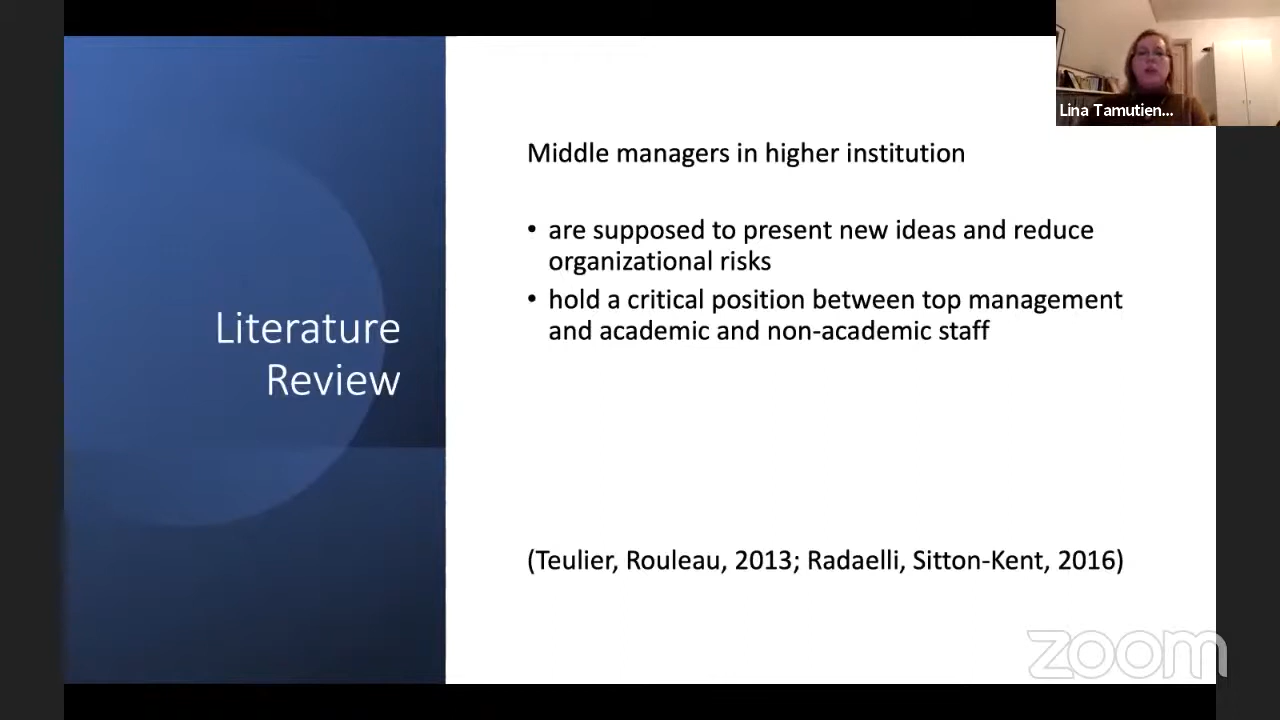 Lina Tamutien...
Middle managers in higher institution
• are supposed to present new ideas and reduce
organizational risks
• hold a critical position between top management
and academic and non-academic staff
Literature
Review
(Teulier, Rouleau, 2013; Radaelli, Sitton-Kent, 2016)
zoom